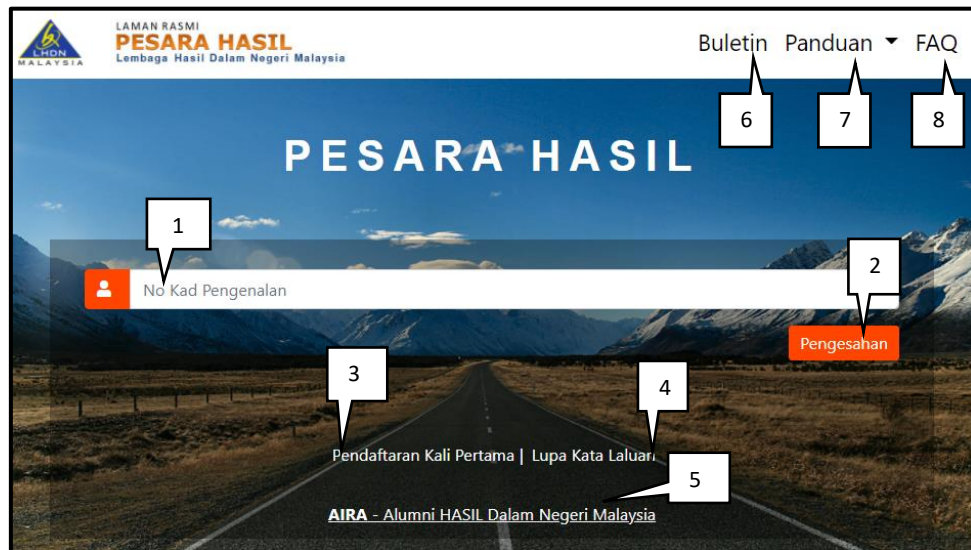 LAMAN RASMI
PESARA HASIL
Lembaga Hasil Dalam Negeri Malaysia
LHDN
MALAYSIA
Buletin Panduan FAQ
6 7 8
PESARA HASIL
1
2
No Kad Pengenalan
Pengesahan
3
4
Pendaftaran Kali Pertama | Lupa Kata Laluan
5
AIRA - Alumni HASIL Dalam Negeri Malaysia